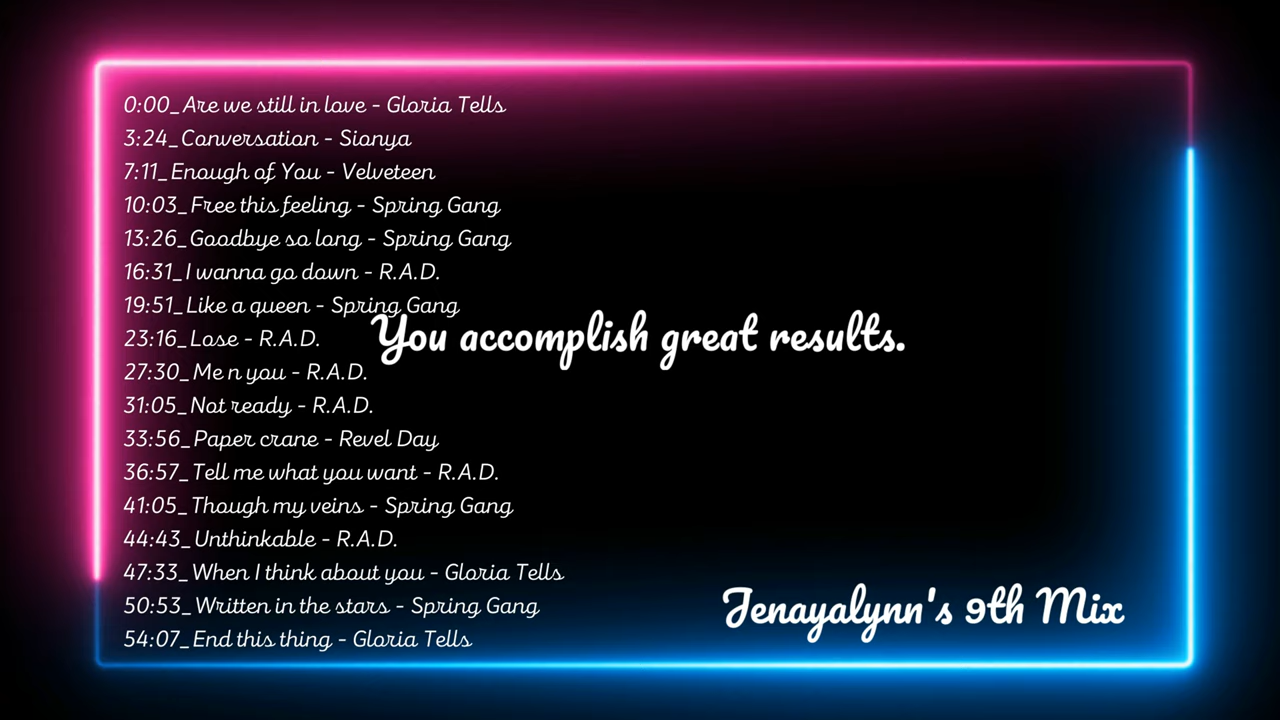 0:00_Are we still in love - Gloria Tells
3:24_Conversation - Sionya
7:11_Enough of You - Velveteen
10:03_Free this feeling - Spring Gang
13:26_Goodbye so long - Spring Gang
16:31_I wanna go down - R.A.D.
19:51_Like a queen - Spring Gang
23:16_Lose - R.A.D.
You accomplish great results.
27:30_Me n you - R.A.D.
31:05_Not ready - R.A.D.
33:56_Paper crane - Revel Day
36:57_Tell me what you want - R.A.D.
41:05_Though my veins - Spring Gang
44:43_Unthinkable - R.A.D.
47:33_When I think about you - Gloria Tells
50:53_Written in the stars - Spring Gang
54:07_End this thing - Gloria Tells
Jenayalynn's 9th Mix